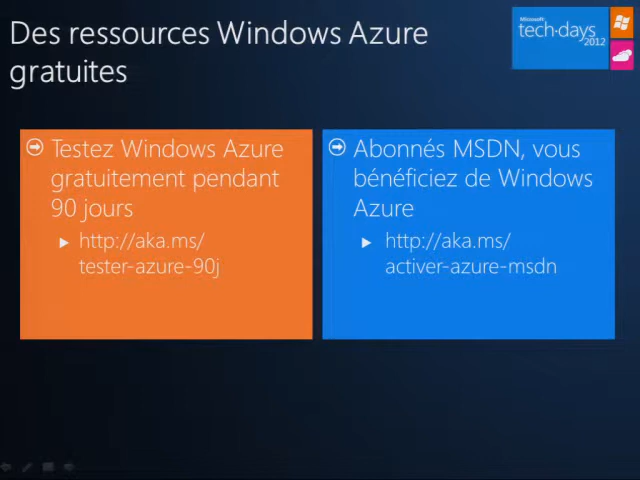 Des ressources Windows Azure
gratuites
Microsoft
tech·days
2012
Testez Windows Azure
gratuitement pendant
90 jours
http://aka.ms/
tester-azure-90j
Abonnés MSDN, vous
bénéficiez de Windows
Azure
http://aka.ms/
activer-azure-msdn